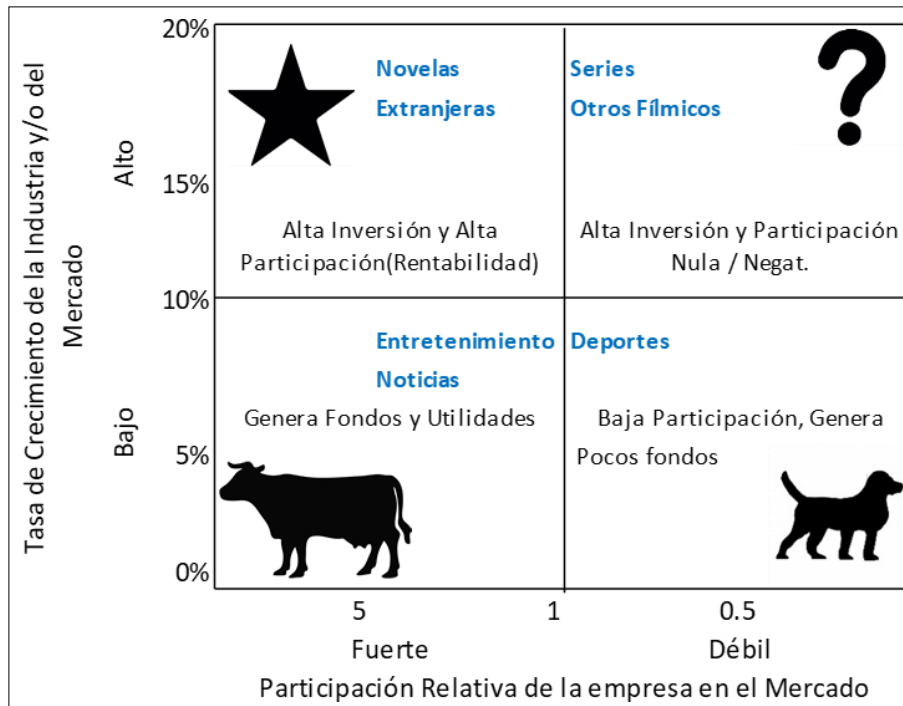 Tasa de Crecimiento de la Industria y/o del
Mercado
Alto
Bajo
20%
15%
10%
5%
0%
Novelas
Extranjeras
Alta Inversión y Alta
Participación(Rentabilidad)
Series
Otros Fílmicos
?
Alta Inversión y Participación
Nula / Negat.
Entretenimiento
Noticias
Genera Fondos y Utilidades
Deportes
Baja Participación, Genera
Pocos fondos
5 1 0.5
Fuerte Débil
Participación Relativa de la empresa en el Mercado